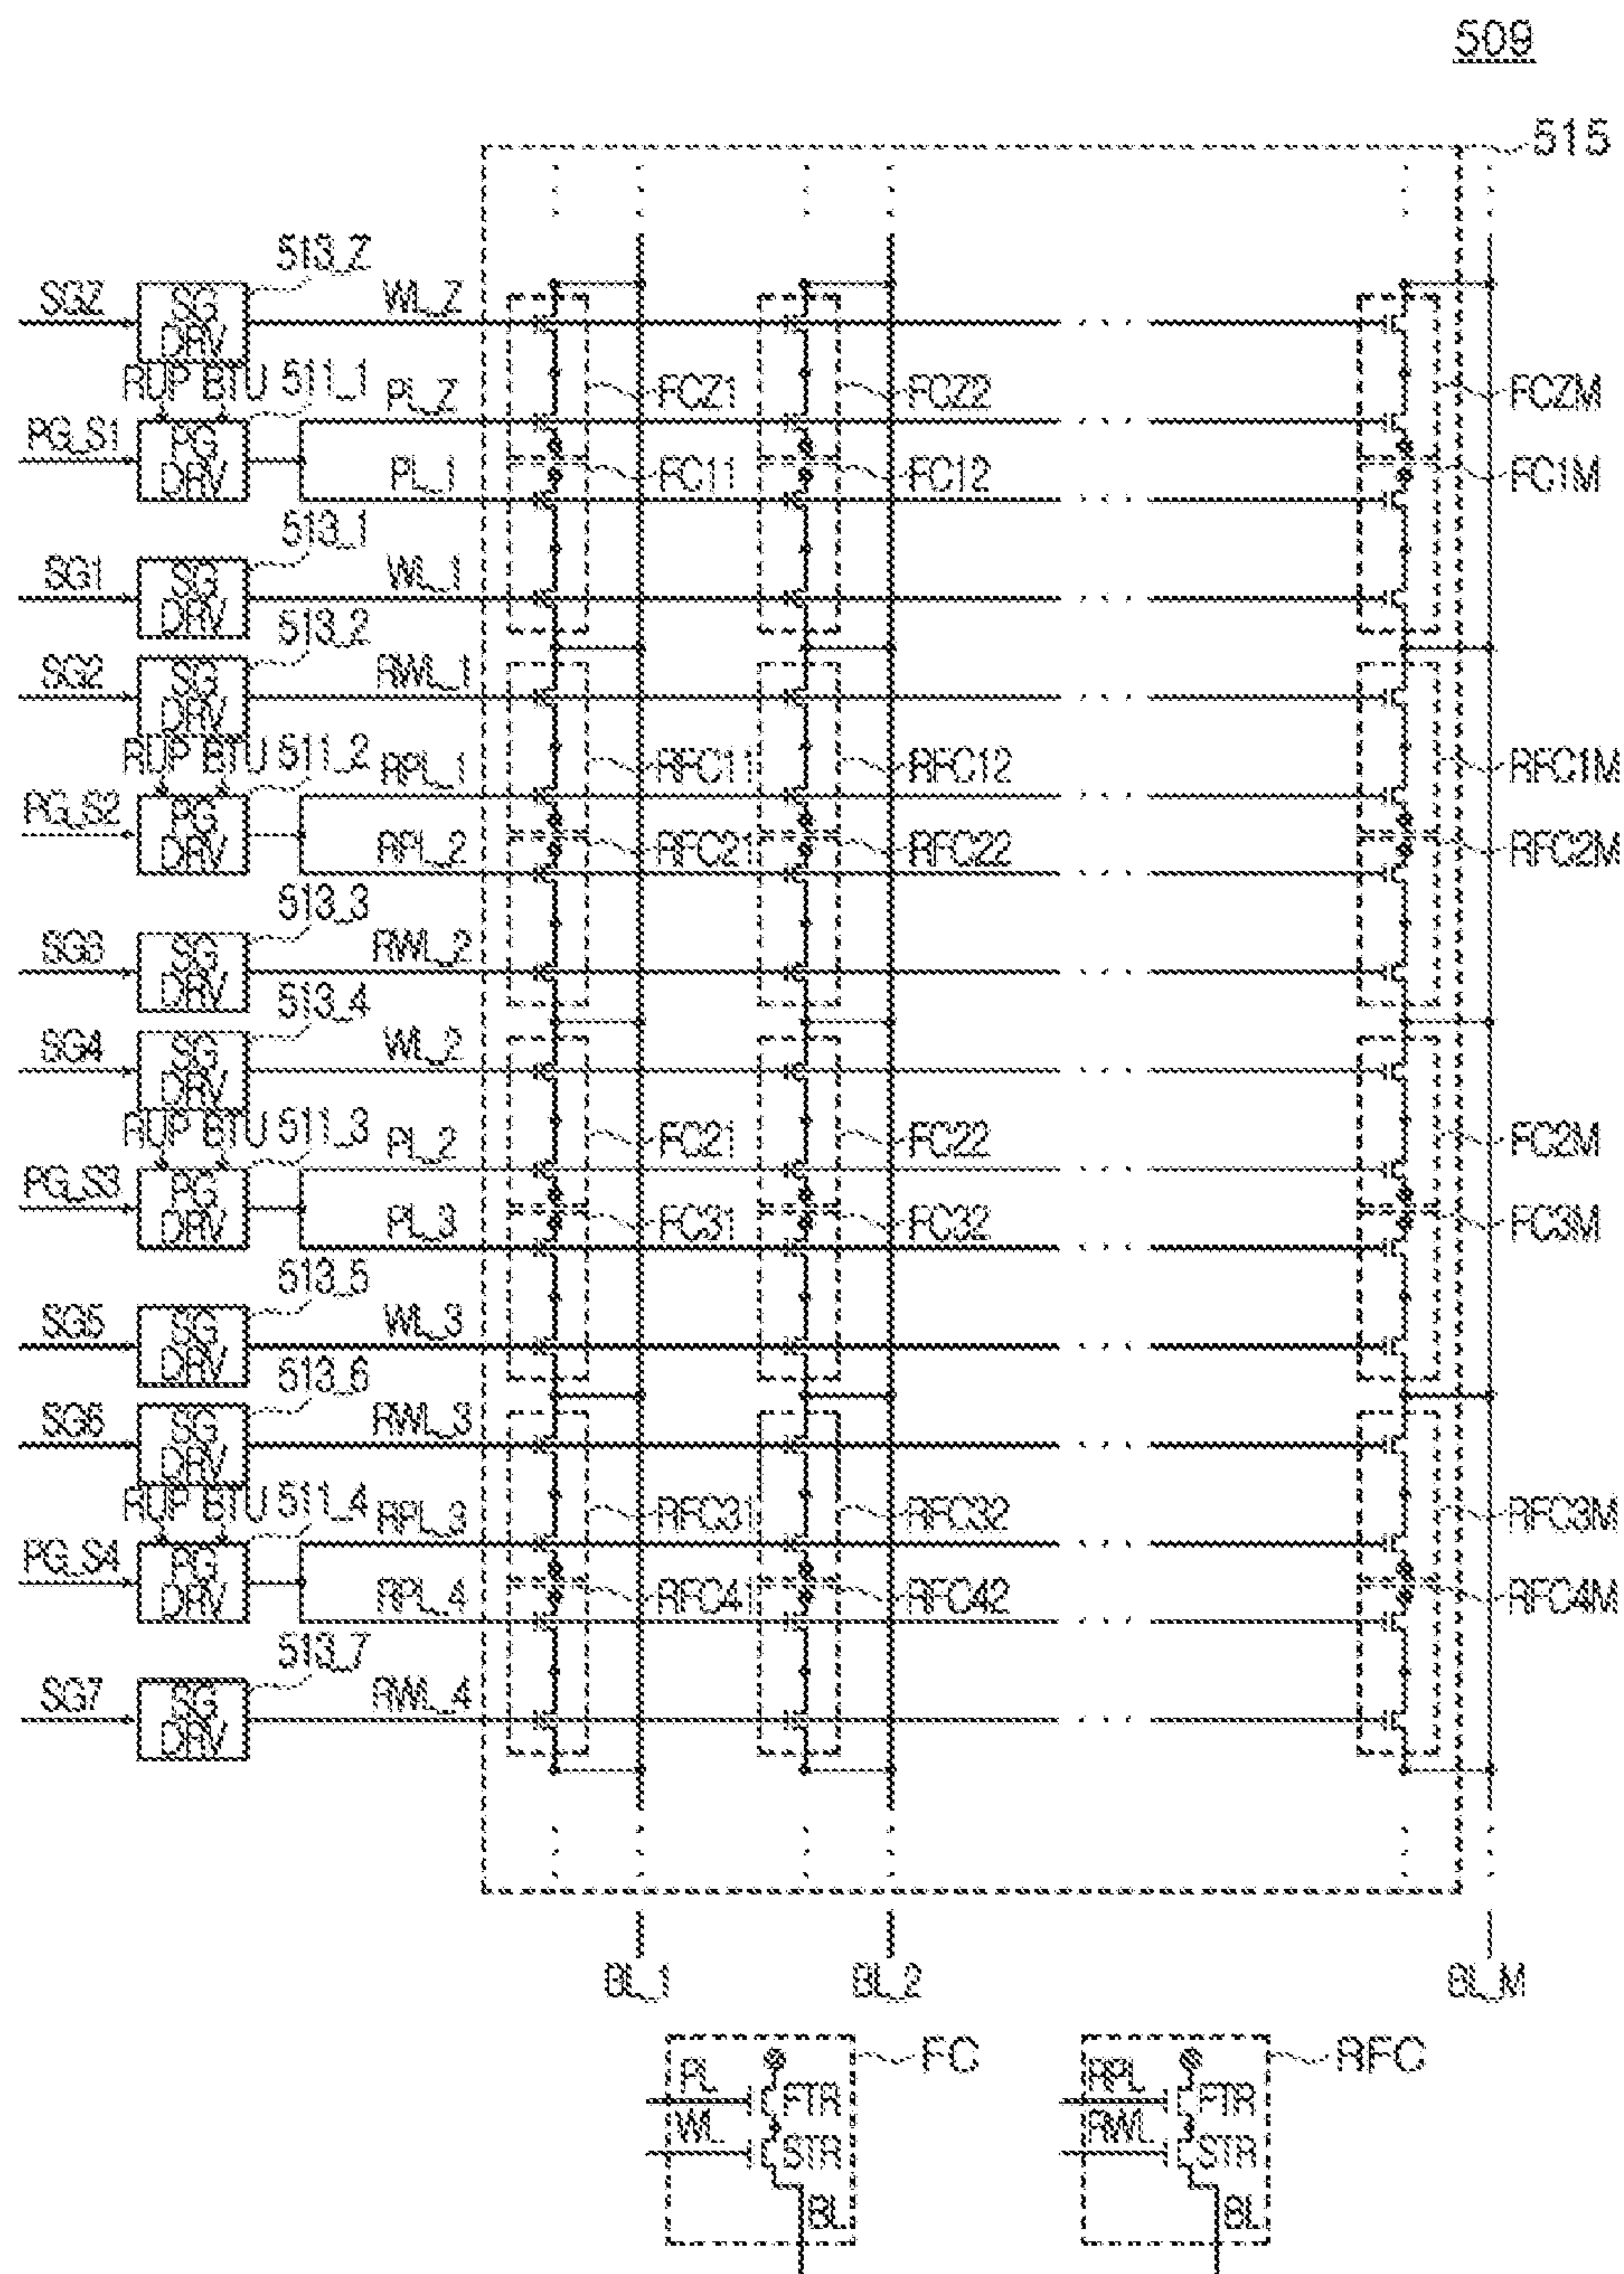 509
515
513_Z
SGZ SG DRV WL_Z
RUP BTU 511_1 PL_Z FCZ1 FCZ2 FCZM
PG_S1 PG DRV PL_1 FC11 FC12 FC1M
513_1
SG1 SG DRV WL_1
513_2
SG2 SG DRV RWL_1
RUP BTU 511_2 RPL_1 RFC11 RFC12 RFC1M
PG_S2 PG DRV RPL_2 RFC21 RFC22 RFC2M
513_3
SG3 SG DRV RWL_2
513_4
SG4 SG DRV WL_2
RUP BTU 511_3 PL_2 FC21 FC22 FC2M
PG_S3 PG DRV PL_3 FC31 FC32 FC3M
513_5
SG5 SG DRV WL_3
513_6
SG6 SG DRV RWL_3
RUP BTU 511_4 RPL_3 RFC31 RFC32 RFC3M
PG_S4 PG DRV RPL_4 RFC41 RFC42 RFC4M
513_7
SG7 SG DRV RWL_4
BL_1 BL_2 BL_M
FC RFC
PL FTR RPL FTR
WL STR RWL STR
BL BL